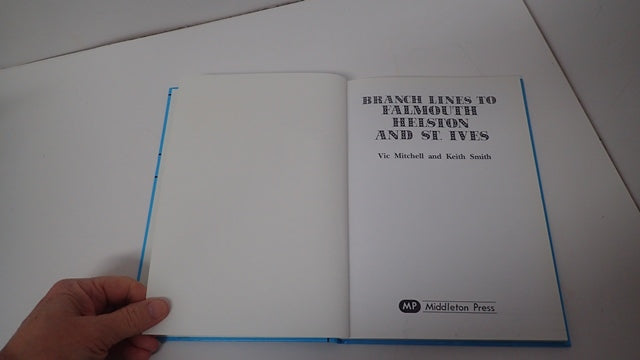 BRANCH LINES TO
FALMOUTH
HELSTON
AND ST. IVES
Vic Mitchell and Keith Smith
MP Middleton Press